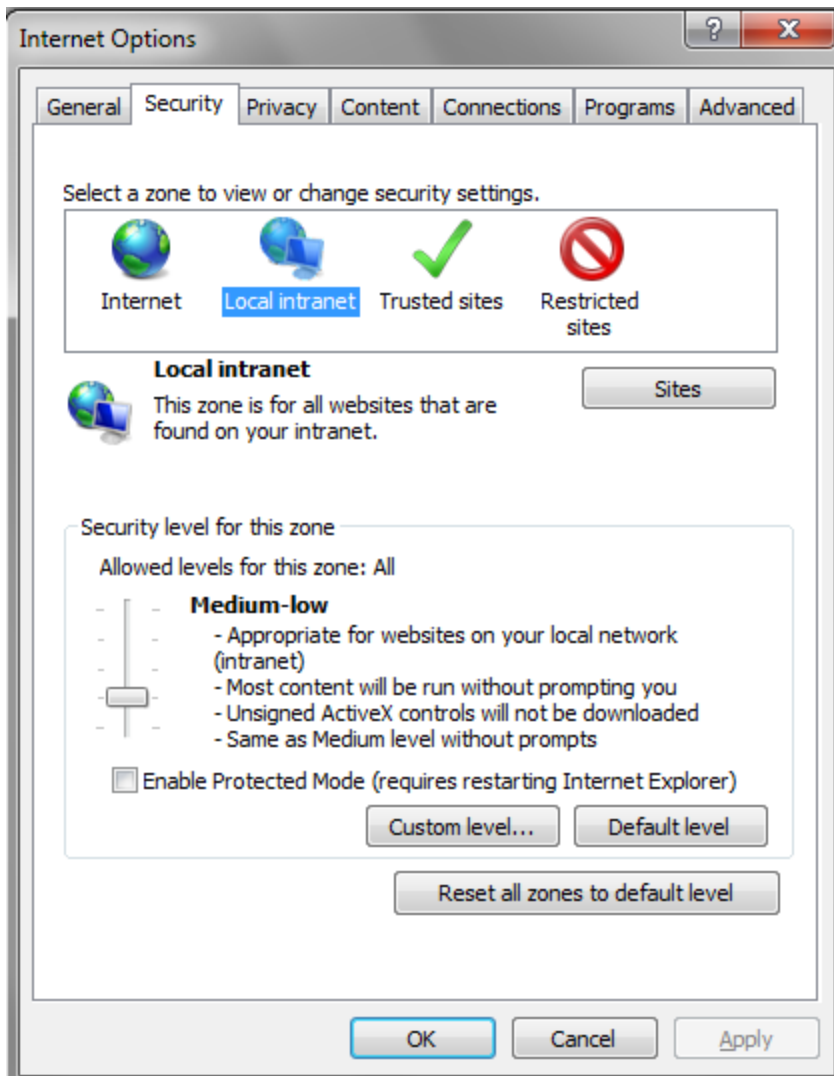 Internet Options
General Security Privacy Content Connections Programs Advanced
Select a zone to view or change security settings.
Internet Local intranet Trusted sites Restricted
sites
Local intranet
Sites
This zone is for all websites that are
found on your intranet.
Security level for this zone
Allowed levels for this zone: All
Medium-low
- Appropriate for websites on your local network
(intranet)
- Most content will be run without prompting you
- Unsigned ActiveX controls will not be downloaded
- Same as Medium level without prompts
Enable Protected Mode (requires restarting Internet Explorer)
Custom level... Default level
Reset all zones to default level
OK Cancel Apply